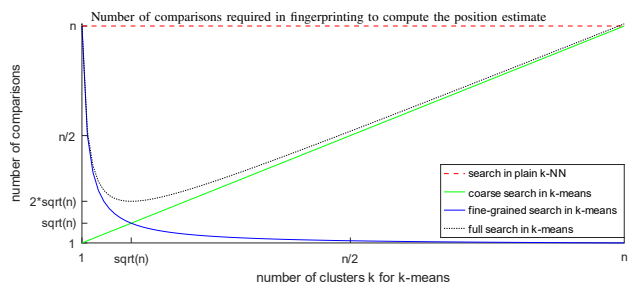 Number of comparisons required in fingerprinting to compute the position estimate
n
n/2
2*sqrt(n)
sqrt(n)
1
number of comparisons
search in plain k-NN
coarse search in k-means
fine-grained search in k-means
full search in k-means
1
sqrt(n)
n/2
n
number of clusters k for k-means